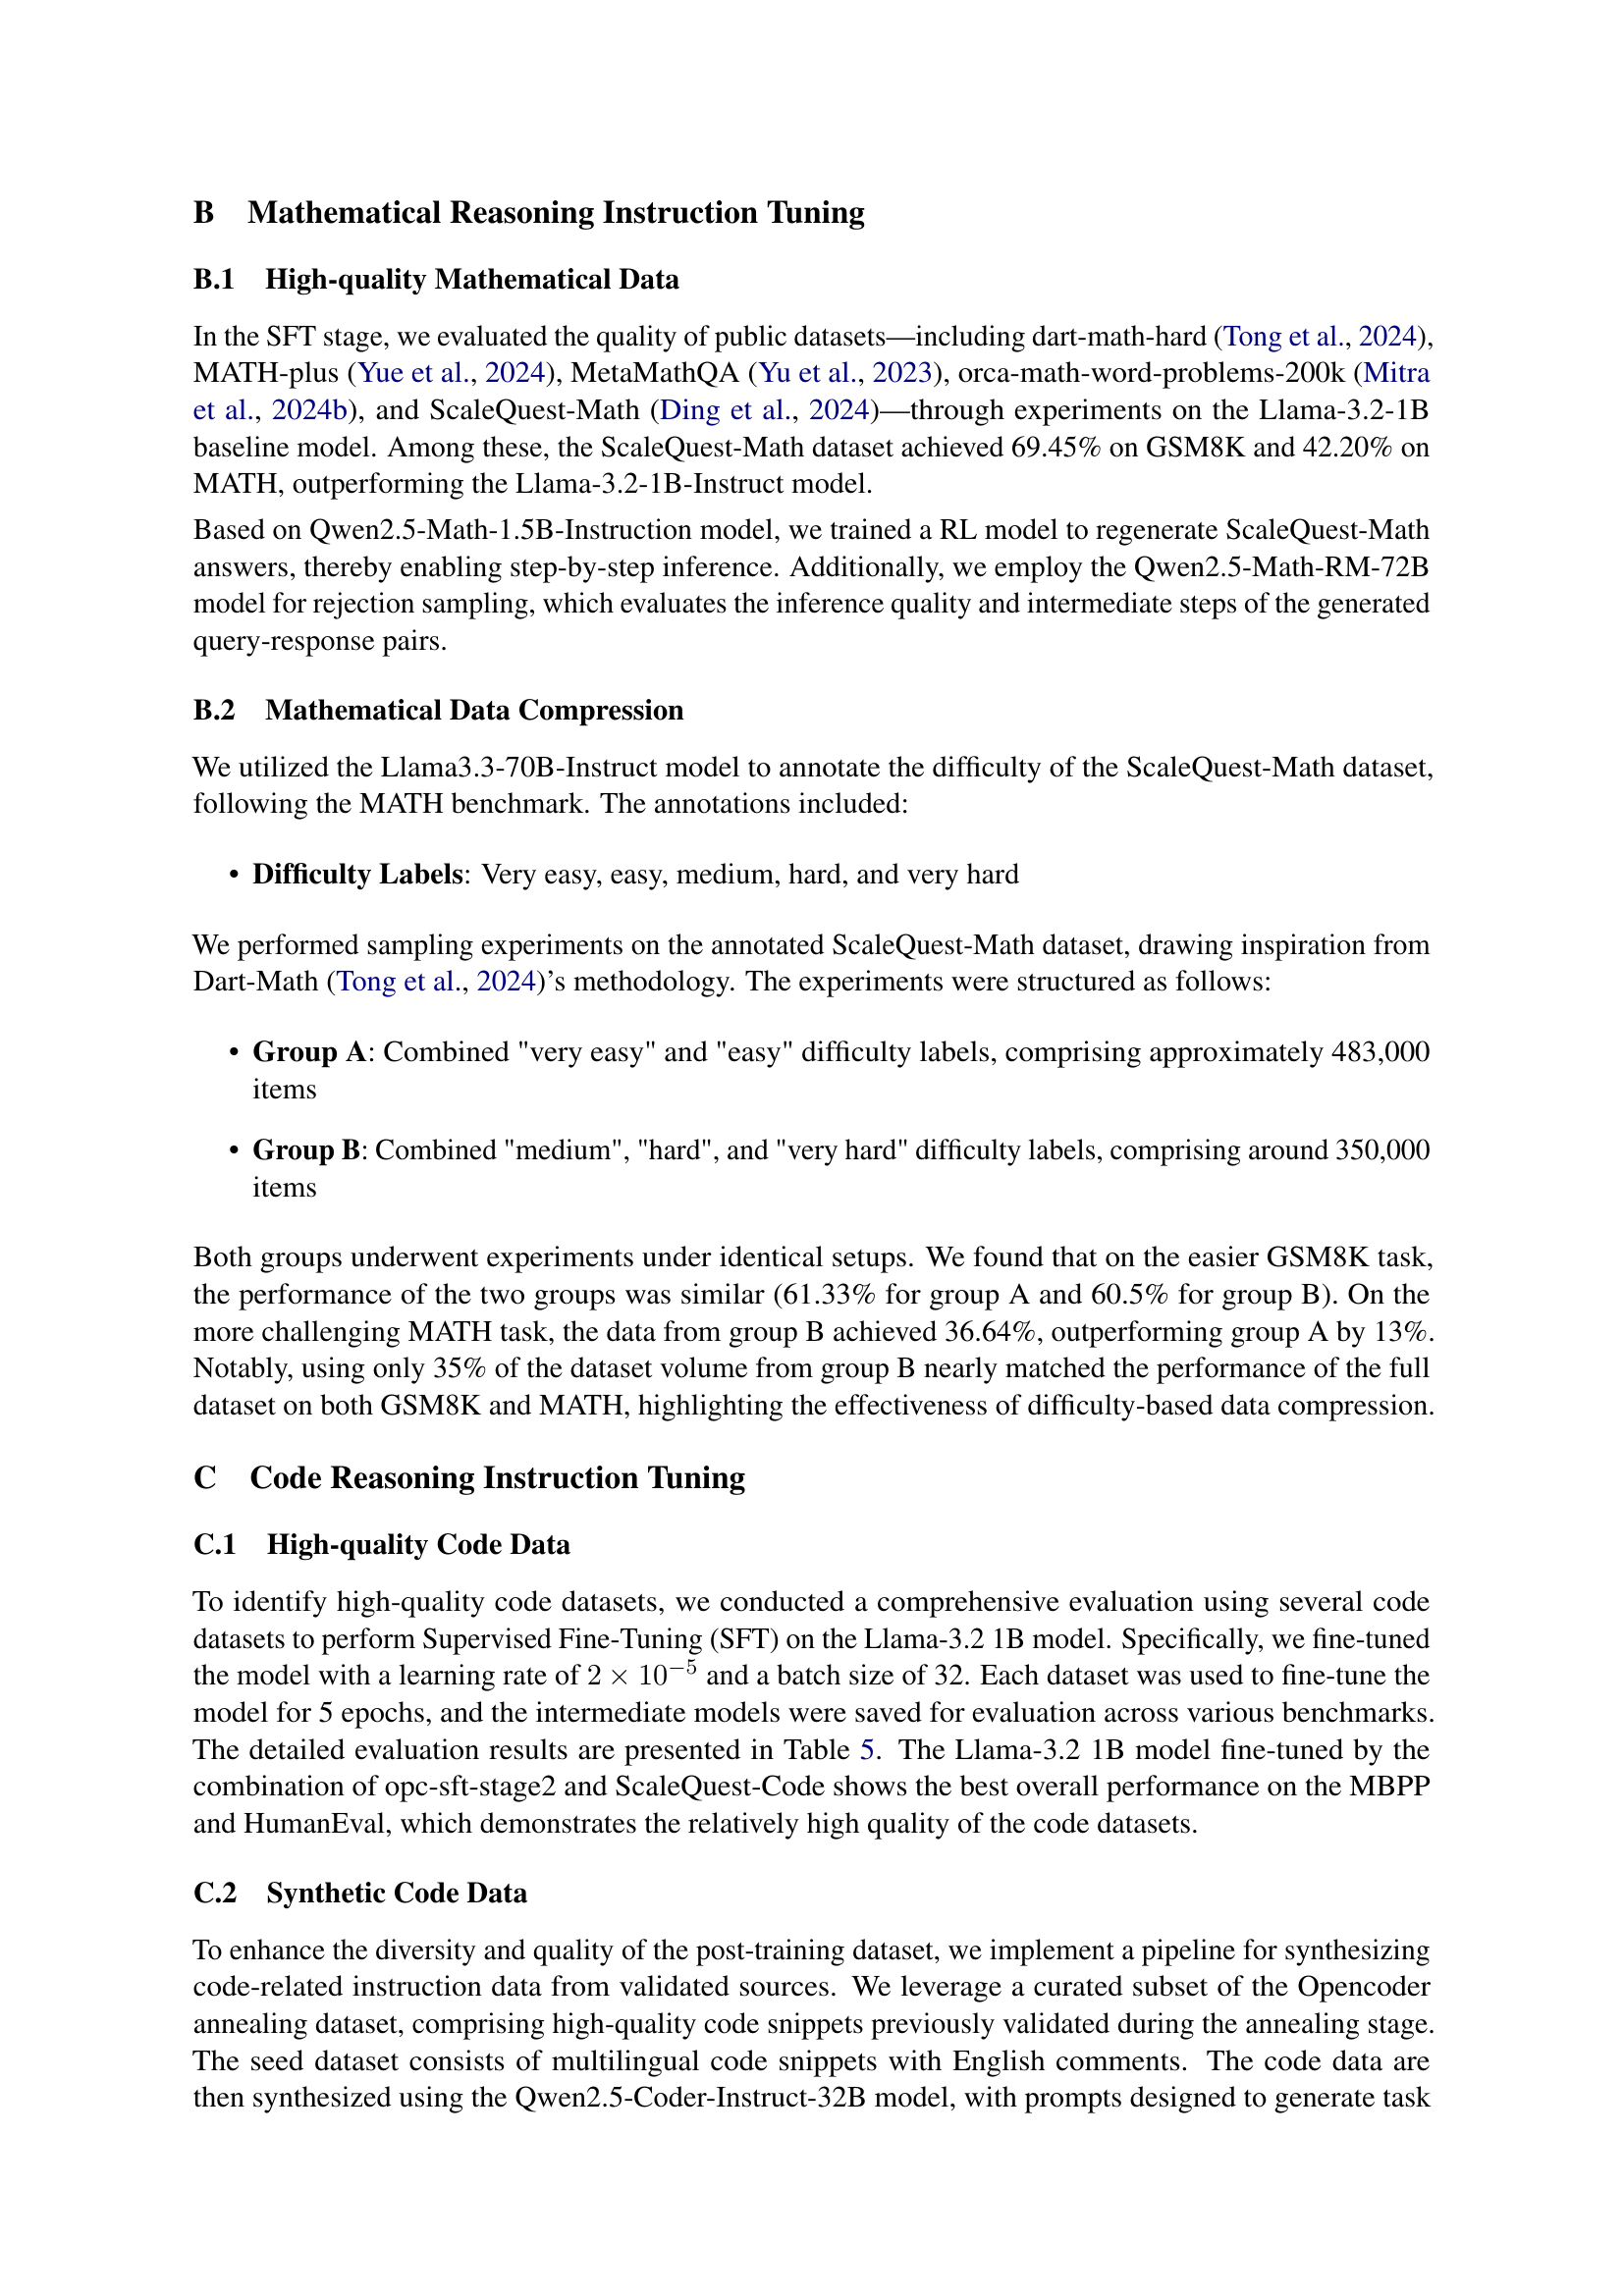 B Mathematical Reasoning Instruction Tuning
B.1 High-quality Mathematical Data
In the SFT stage, we evaluated the quality of public datasets—including dart-math-hard (Tong et al., 2024),
MATH-plus (Yue et al., 2024), MetaMathQA (Yu et al., 2023), orca-math-word-problems-200k (Mitra
et al., 2024b), and ScaleQuest-Math (Ding et al., 2024)—through experiments on the Llama-3.2-1B
baseline model. Among these, the ScaleQuest-Math dataset achieved 69.45% on GSM8K and 42.20% on
MATH, outperforming the Llama-3.2-1B-Instruct model.
Based on Qwen2.5-Math-1.5B-Instruction model, we trained a RL model to regenerate ScaleQuest-Math
answers, thereby enabling step-by-step inference. Additionally, we employ the Qwen2.5-Math-RM-72B
model for rejection sampling, which evaluates the inference quality and intermediate steps of the generated
query-response pairs.
B.2 Mathematical Data Compression
We utilized the Llama3.3-70B-Instruct model to annotate the difficulty of the ScaleQuest-Math dataset,
following the MATH benchmark. The annotations included:
• Difficulty Labels: Very easy, easy, medium, hard, and very hard
We performed sampling experiments on the annotated ScaleQuest-Math dataset, drawing inspiration from
Dart-Math (Tong et al., 2024)'s methodology. The experiments were structured as follows:
• Group A: Combined "very easy" and "easy" difficulty labels, comprising approximately 483,000
items
• Group B: Combined "medium", "hard", and "very hard" difficulty labels, comprising around 350,000
items
Both groups underwent experiments under identical setups. We found that on the easier GSM8K task,
the performance of the two groups was similar (61.33% for group A and 60.5% for group B). On the
more challenging MATH task, the data from group B achieved 36.64%, outperforming group A by 13%.
Notably, using only 35% of the dataset volume from group B nearly matched the performance of the full
dataset on both GSM8K and MATH, highlighting the effectiveness of difficulty-based data compression.
C Code Reasoning Instruction Tuning
C.1 High-quality Code Data
To identify high-quality code datasets, we conducted a comprehensive evaluation using several code
datasets to perform Supervised Fine-Tuning (SFT) on the Llama-3.2 1B model. Specifically, we fine-tuned
the model with a learning rate of 2 × 10⁻⁵ and a batch size of 32. Each dataset was used to fine-tune the
model for 5 epochs, and the intermediate models were saved for evaluation across various benchmarks.
The detailed evaluation results are presented in Table 5. The Llama-3.2 1B model fine-tuned by the
combination of opc-sft-stage2 and ScaleQuest-Code shows the best overall performance on the MBPP
and HumanEval, which demonstrates the relatively high quality of the code datasets.
C.2 Synthetic Code Data
To enhance the diversity and quality of the post-training dataset, we implement a pipeline for synthesizing
code-related instruction data from validated sources. We leverage a curated subset of the Opencoder
annealing dataset, comprising high-quality code snippets previously validated during the annealing stage.
The seed dataset consists of multilingual code snippets with English comments. The code data are
then synthesized using the Qwen2.5-Coder-Instruct-32B model, with prompts designed to generate task